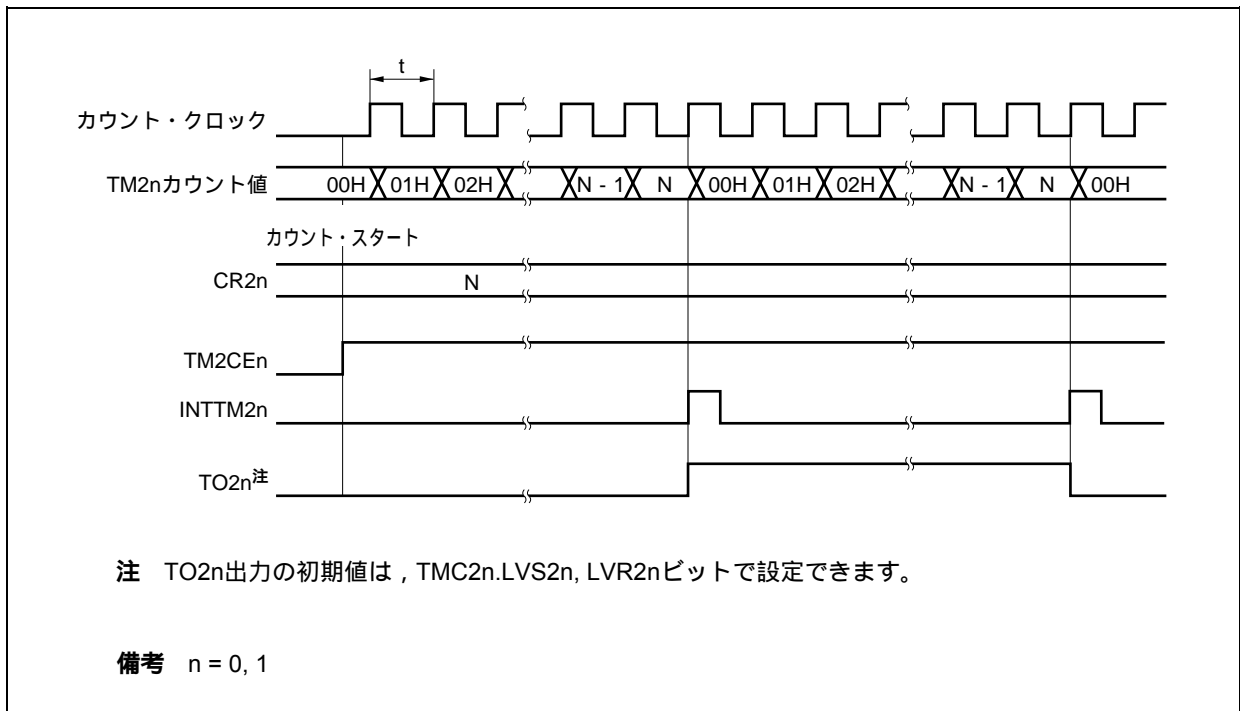 t
カウント・クロック
TM2nカウント値 00H 01H 02H N - 1 N 00H 01H 02H N - 1 N 00H
カウント・スタート
CR2n N
TM2CEn
INTTM2n
TO2n注
注 TO2n出力の初期値は , TMC2n.LVS2n, LVR2nビットで設定できます。
備考 n = 0, 1